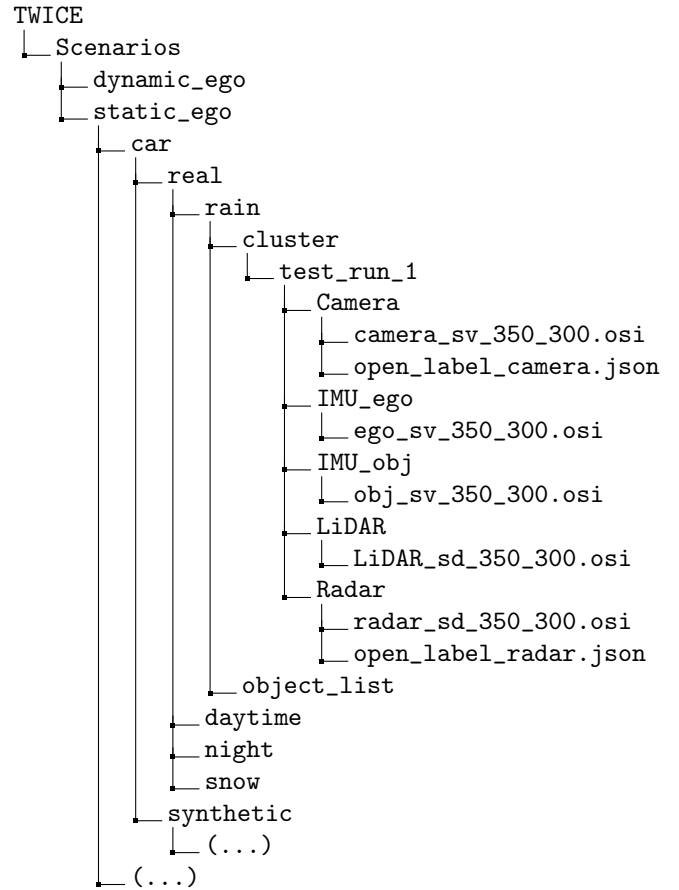 TWICE
Scenarios
dynamic_ego
static_ego
car
real
rain
cluster
test_run_1
Camera
camera_sv_350_300.osi
open_label_camera.json
IMU_ego
ego_sv_350_300.osi
IMU_obj
obj_sv_350_300.osi
LiDAR
LiDAR_sd_350_300.osi
Radar
radar_sd_350_300.osi
open_label_radar.json
object_list
daytime
night
snow
synthetic
(...)
(...)